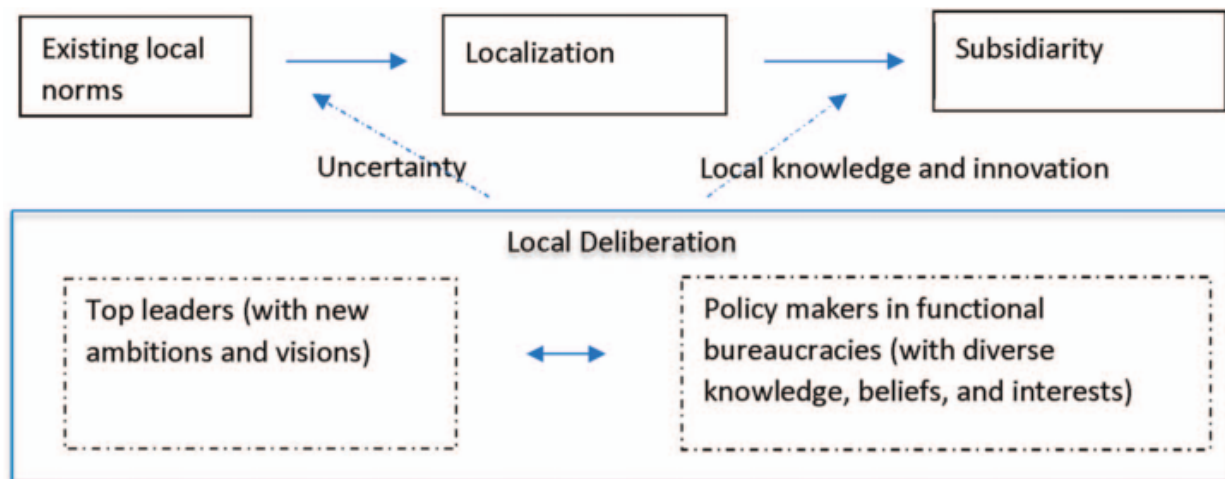 Existing local
norms
Localization
Subsidiarity
Uncertainty
Local knowledge and innovation
Local Deliberation
Top leaders (with new
ambitions and visions)
Policy makers in functional
bureaucracies (with diverse
knowledge, beliefs, and interests)